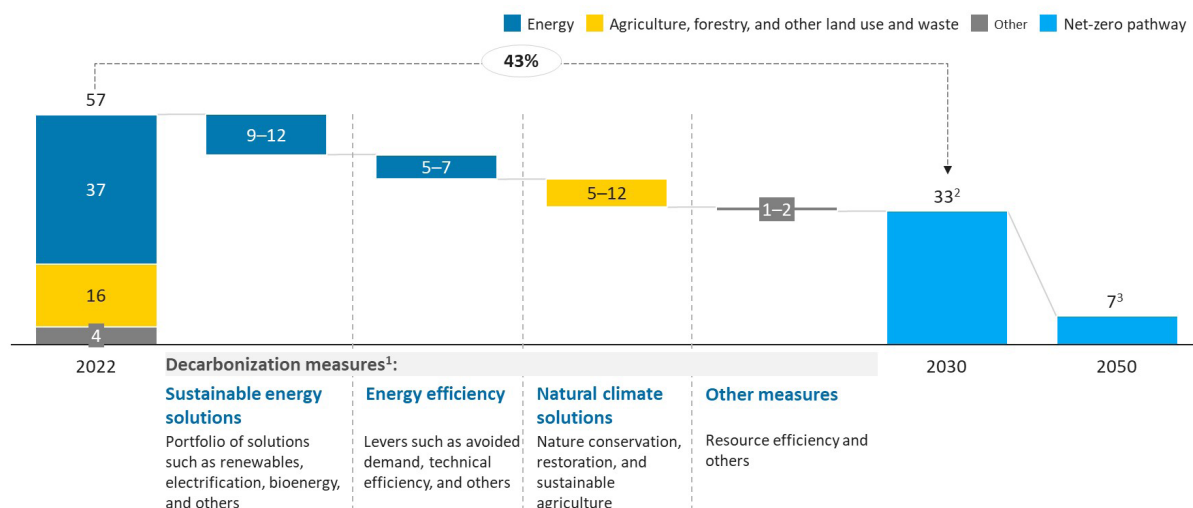 Energy
Agriculture, forestry, and other land use and waste
Other
Net-zero pathway
43%
57
37
16
4
9–12
5–7
5–12
1–2
33²
7³
2022
2030
2050
Decarbonization measures¹:
Sustainable energy
solutions
Portfolio of solutions
such as renewables,
electrification, bioenergy,
and others
Energy efficiency
Levers such as avoided
demand, technical
efficiency, and others
Natural climate
solutions
Nature conservation,
restoration, and
sustainable
agriculture
Other measures
Resource efficiency and
others